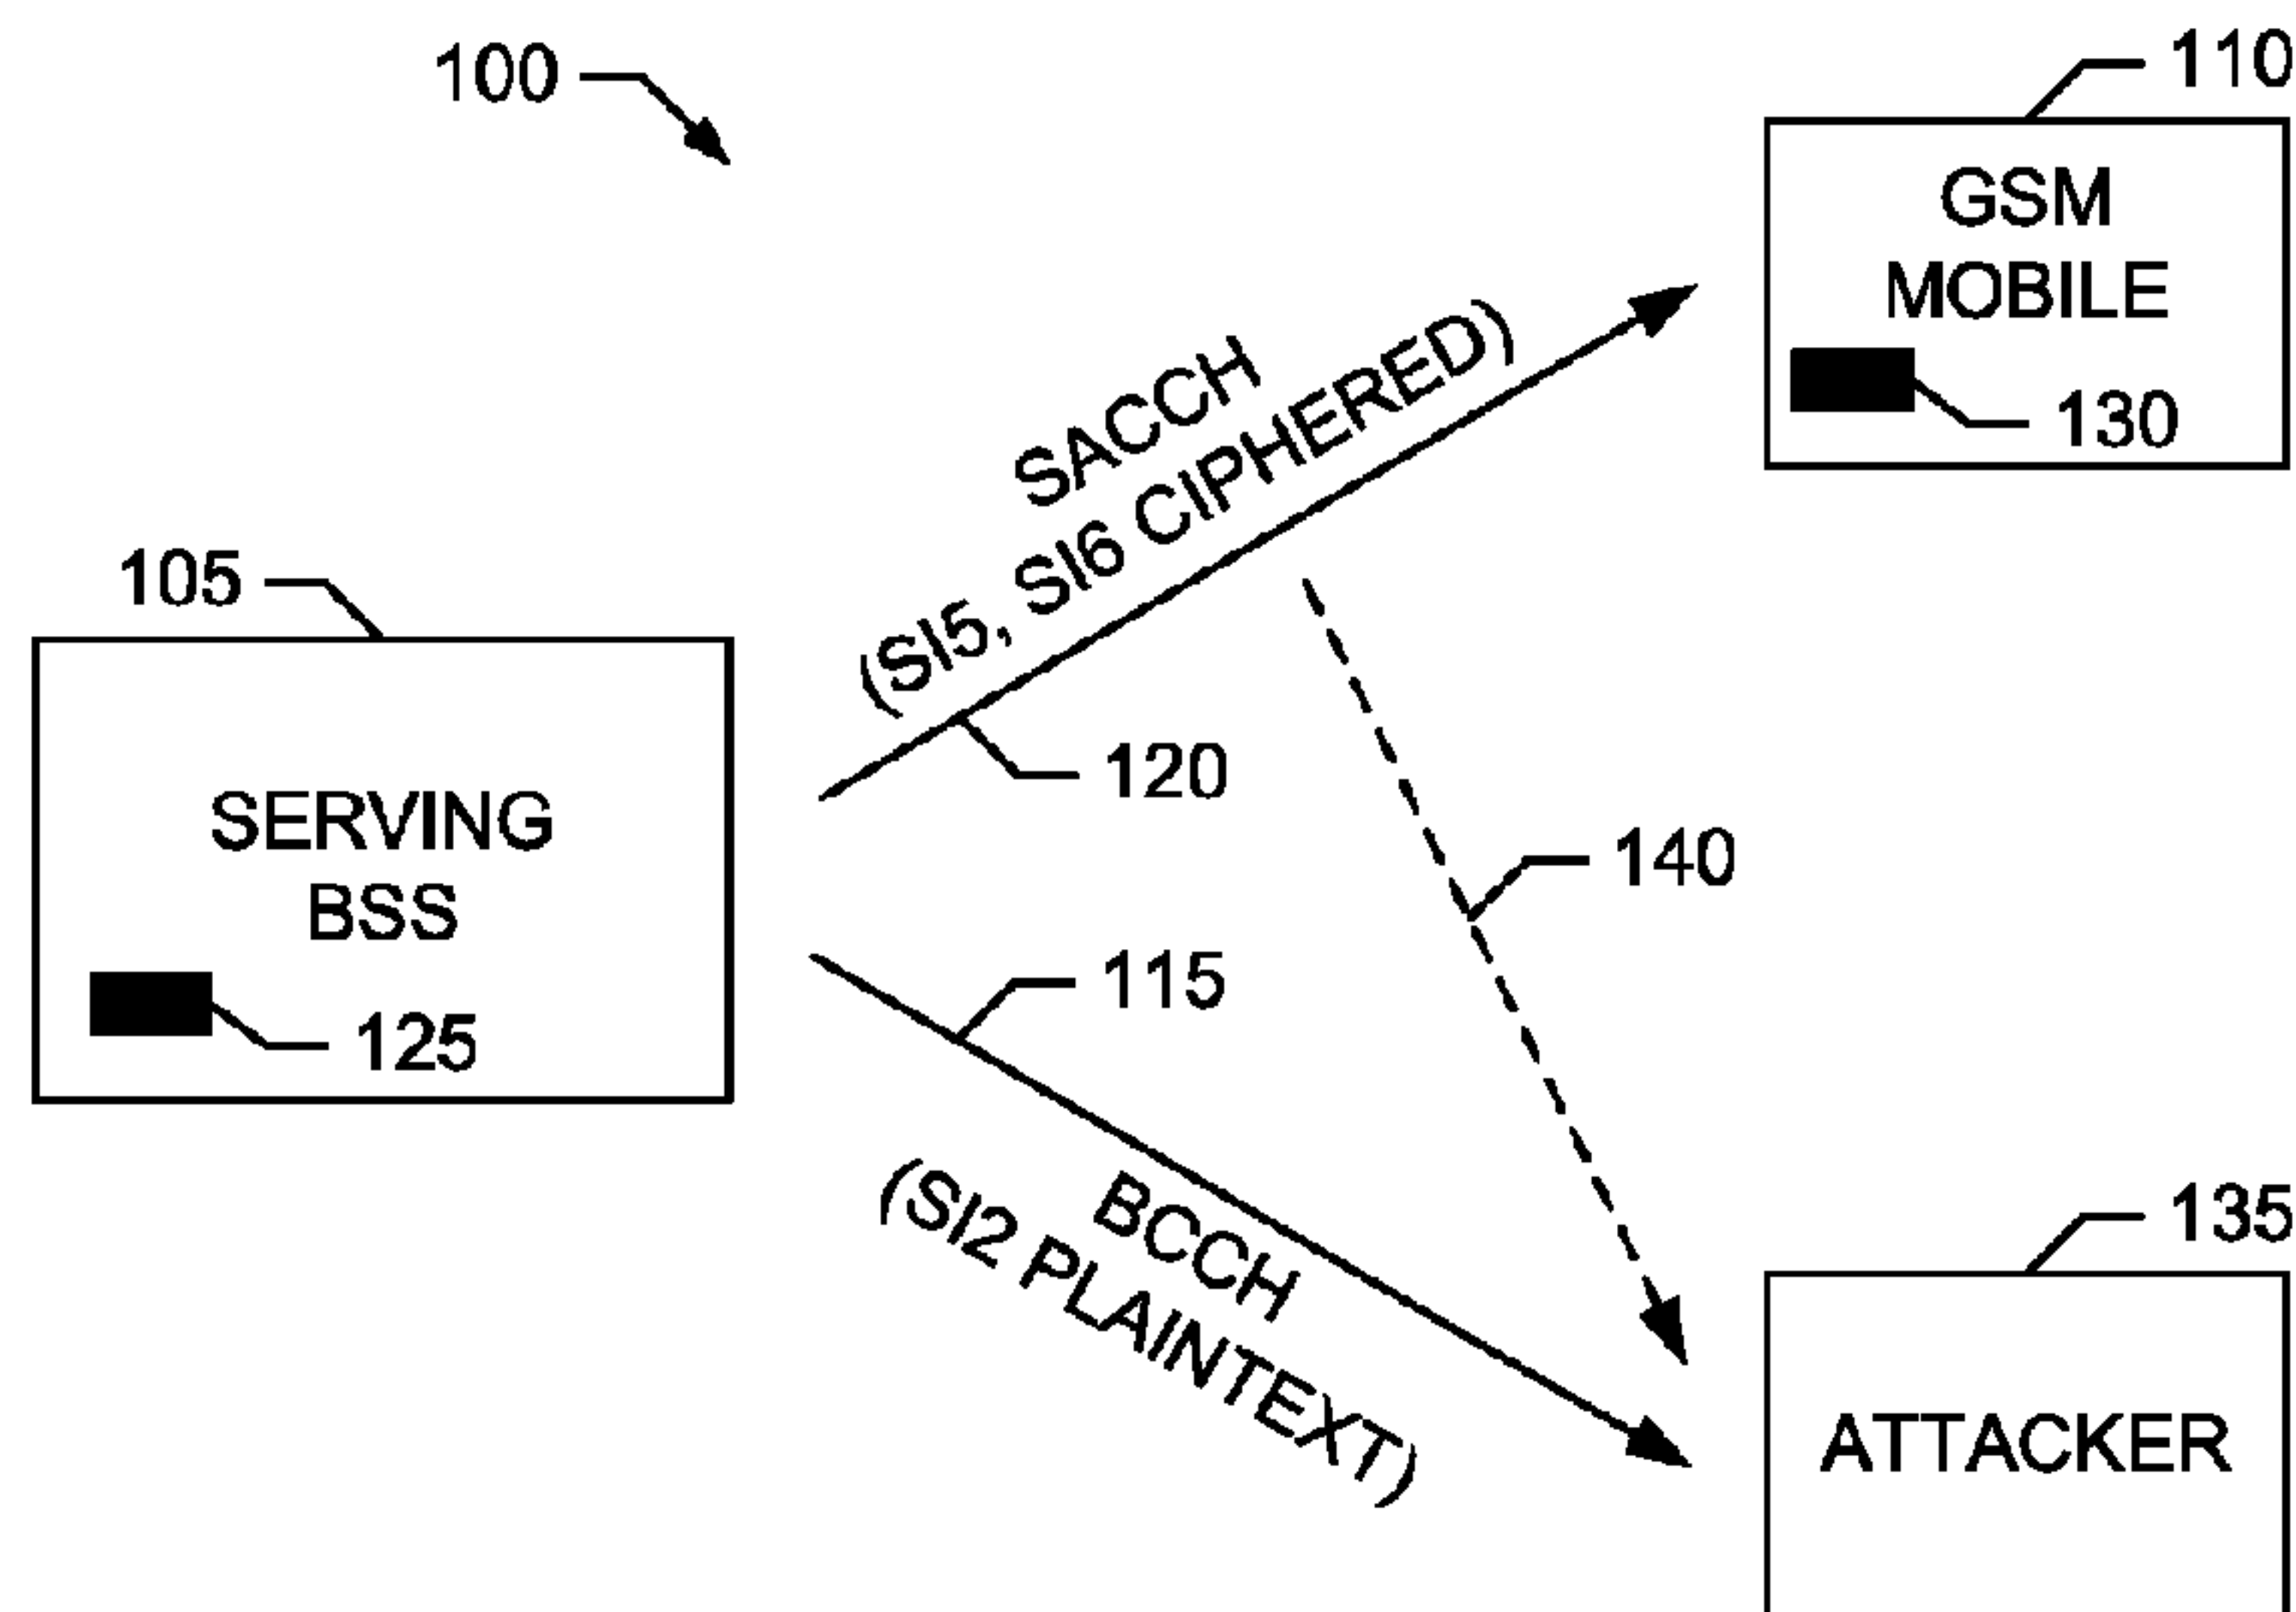 100
110
GSM
MOBILE
130
SACCH
(SI5, SI6 CIPHERED)
105
120
SERVING
BSS
125
140
115
BCCH
(SI2 PLAINTEXT)
135
ATTACKER